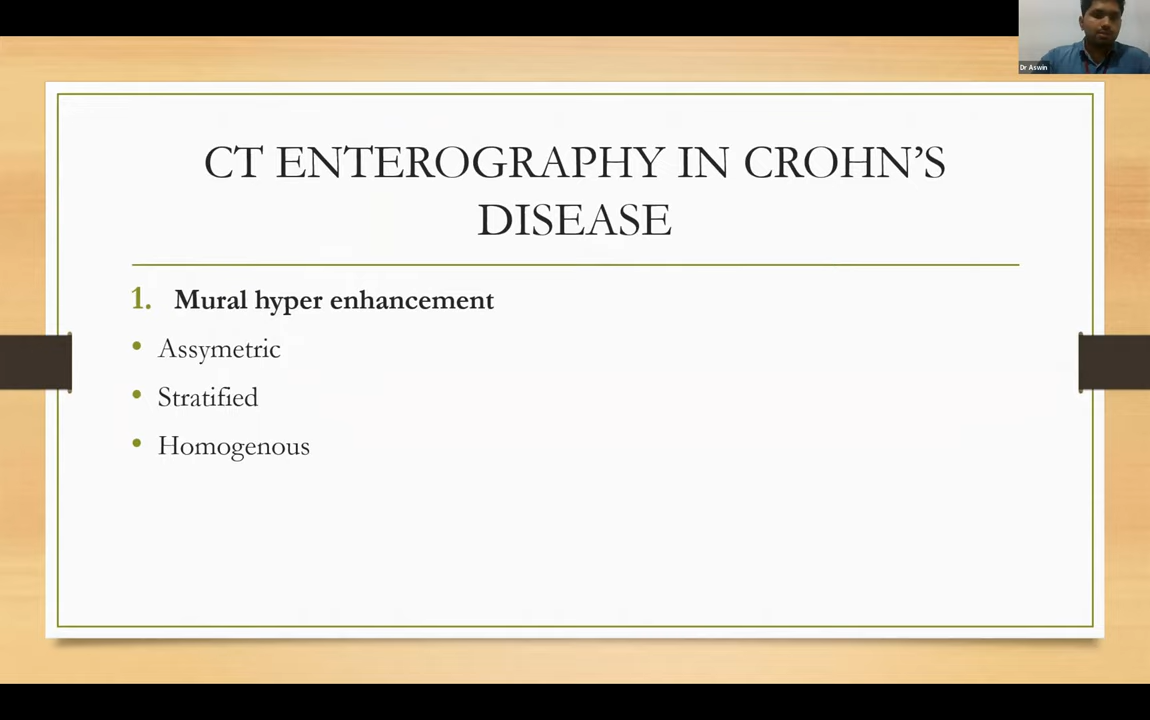 Dr Aswin
CT ENTEROGRAPHY IN CROHN’S
DISEASE
1. Mural hyper enhancement
• Assymetric
• Stratified
• Homogenous